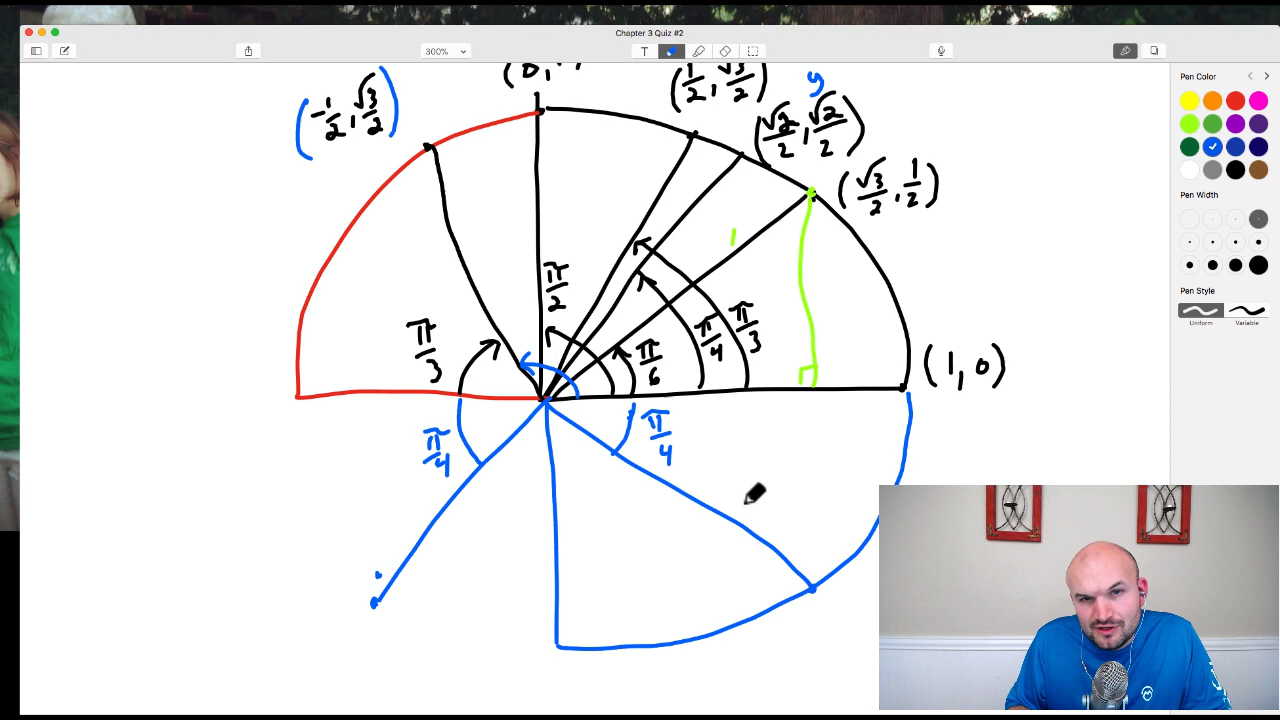 Chapter 3 Quiz #2
300%
T
Pen Color
Pen Width
Pen Style
Uniform
Variable
(-1/2, √3/2)
(0,
(1/2, √3/2)
y
(√2/2, √2/2)
(√3/2, 1/2)
1
π/2
π/3
π/6
π/4
π/3
(1, 0)
π/4
π/4